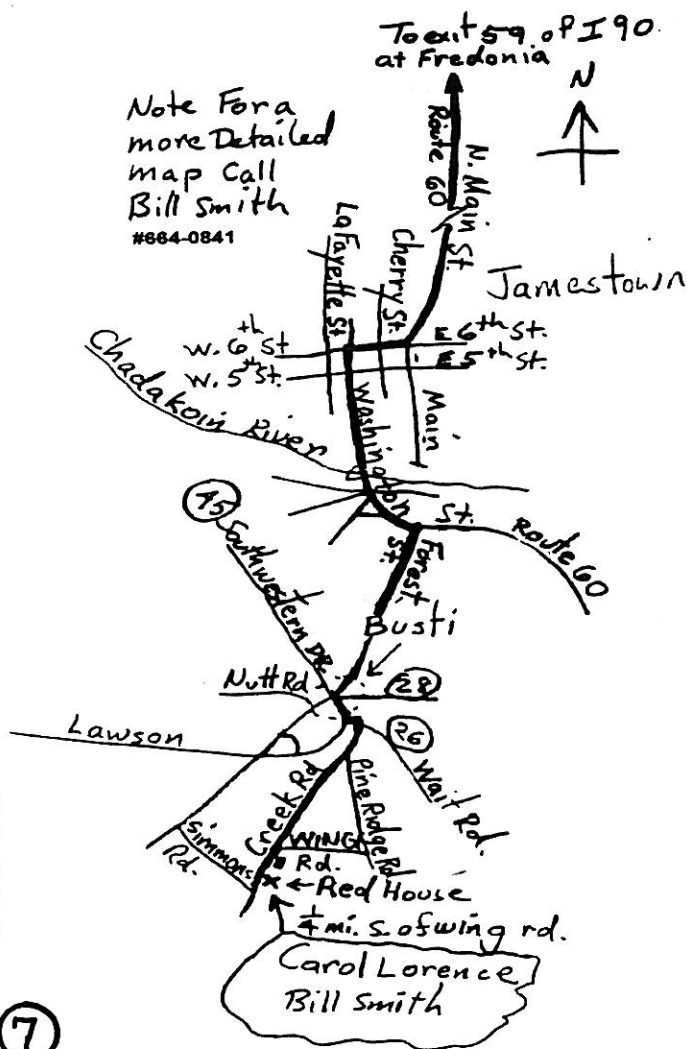 To exit 59 of I 90
at Fredonia
N
Note For a
more Detailed
map Call
Bill Smith
#664-0841
Route 60
N. Main St.
LaFayette St
Cherry St.
Jamestown
W. 6th St
E 6th St.
W. 5th St.
E. 5th St.
Main
Chadakoin River
Washington St.
45
Southwestern DR.
Forest St.
Route 60
Busti
Nutt Rd
28
Lawson
26
Wait Rd.
Creek Rd
Pine Ridge Rd
WING Rd.
Simmons Rd.
X ← Red House
1/4 mi. S. of wing rd.
Carol Lorence
Bill Smith
7